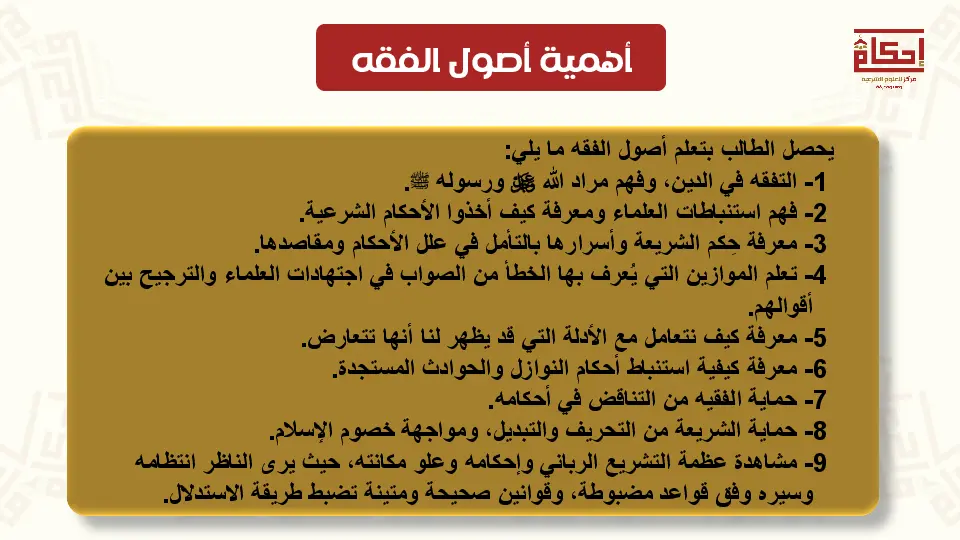 أهمية أصول الفقه
إحكام
مركز للعلوم الشرعية
يحصل الطالب بتعلم أصول الفقه ما يلي:
1- التفقه في الدين، وفهم مراد الله ﷻ ورسوله ﷺ.
2- فهم استنباطات العلماء ومعرفة كيف أخذوا الأحكام الشرعية.
3- معرفة حِكم الشريعة وأسرارها بالتأمل في علل الأحكام ومقاصدها.
4- تعلم الموازين التي يُعرف بها الخطأ من الصواب في اجتهادات العلماء والترجيح بين
أقوالهم.
5- معرفة كيف نتعامل مع الأدلة التي قد يظهر لنا أنها تتعارض.
6- معرفة كيفية استنباط أحكام النوازل والحوادث المستجدة.
7- حماية الفقيه من التناقض في أحكامه.
8- حماية الشريعة من التحريف والتبديل، ومواجهة خصوم الإسلام.
9- مشاهدة عظمة التشريع الرباني وإحكامه وعلو مكانته، حيث يرى الناظر انتظامه
وسيره وفق قواعد مضبوطة، وقوانين صحيحة ومتينة تضبط طريقة الاستدلال.